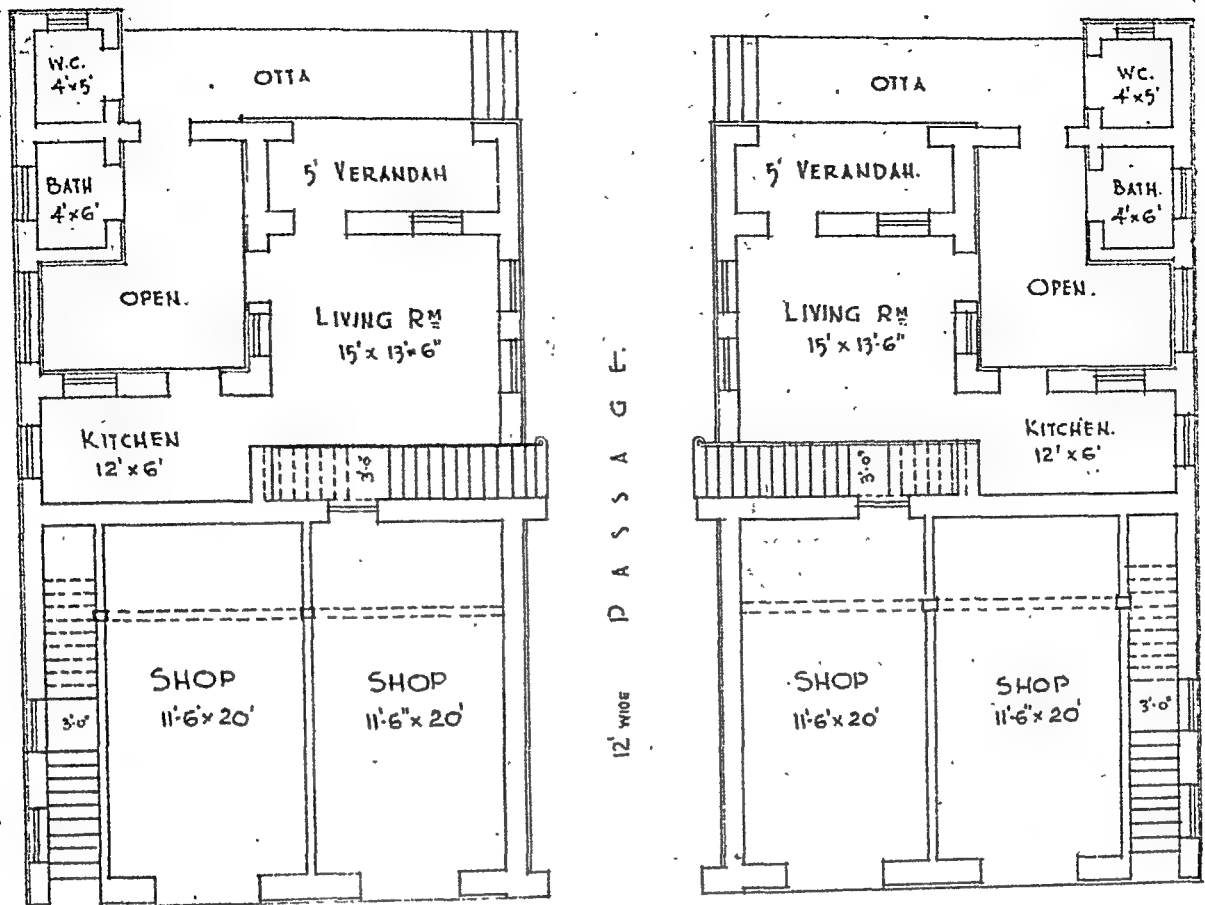 W.C.
4'x5'
OTTA
5' VERANDAH
BATH
4'x6'
OPEN.
LIVING RM
15' x 13'-6"
KITCHEN
12' x 6'
3'-0"
SHOP
11'-6" x 20'
SHOP
11'-6" x 20'
3'-0"
12' WIDE PASSAGE.
OTTA
WC.
4'x5'
5' VERANDAH.
BATH.
4'x6'
OPEN.
LIVING RM
15' x 13'-6"
KITCHEN.
12' x 6'
3'-0"
SHOP
11'-6" x 20'
SHOP
11'-6" x 20'
3'-0"